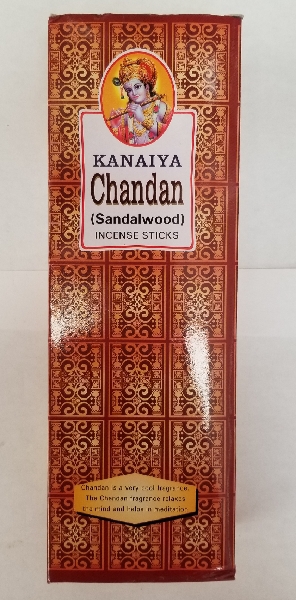 KANAIYA
Chandan
(Sandalwood)
INCENSE STICKS
Chandan is a very cool fragrance.
The Chandan fragrance relaxes
the mind and helps in meditation